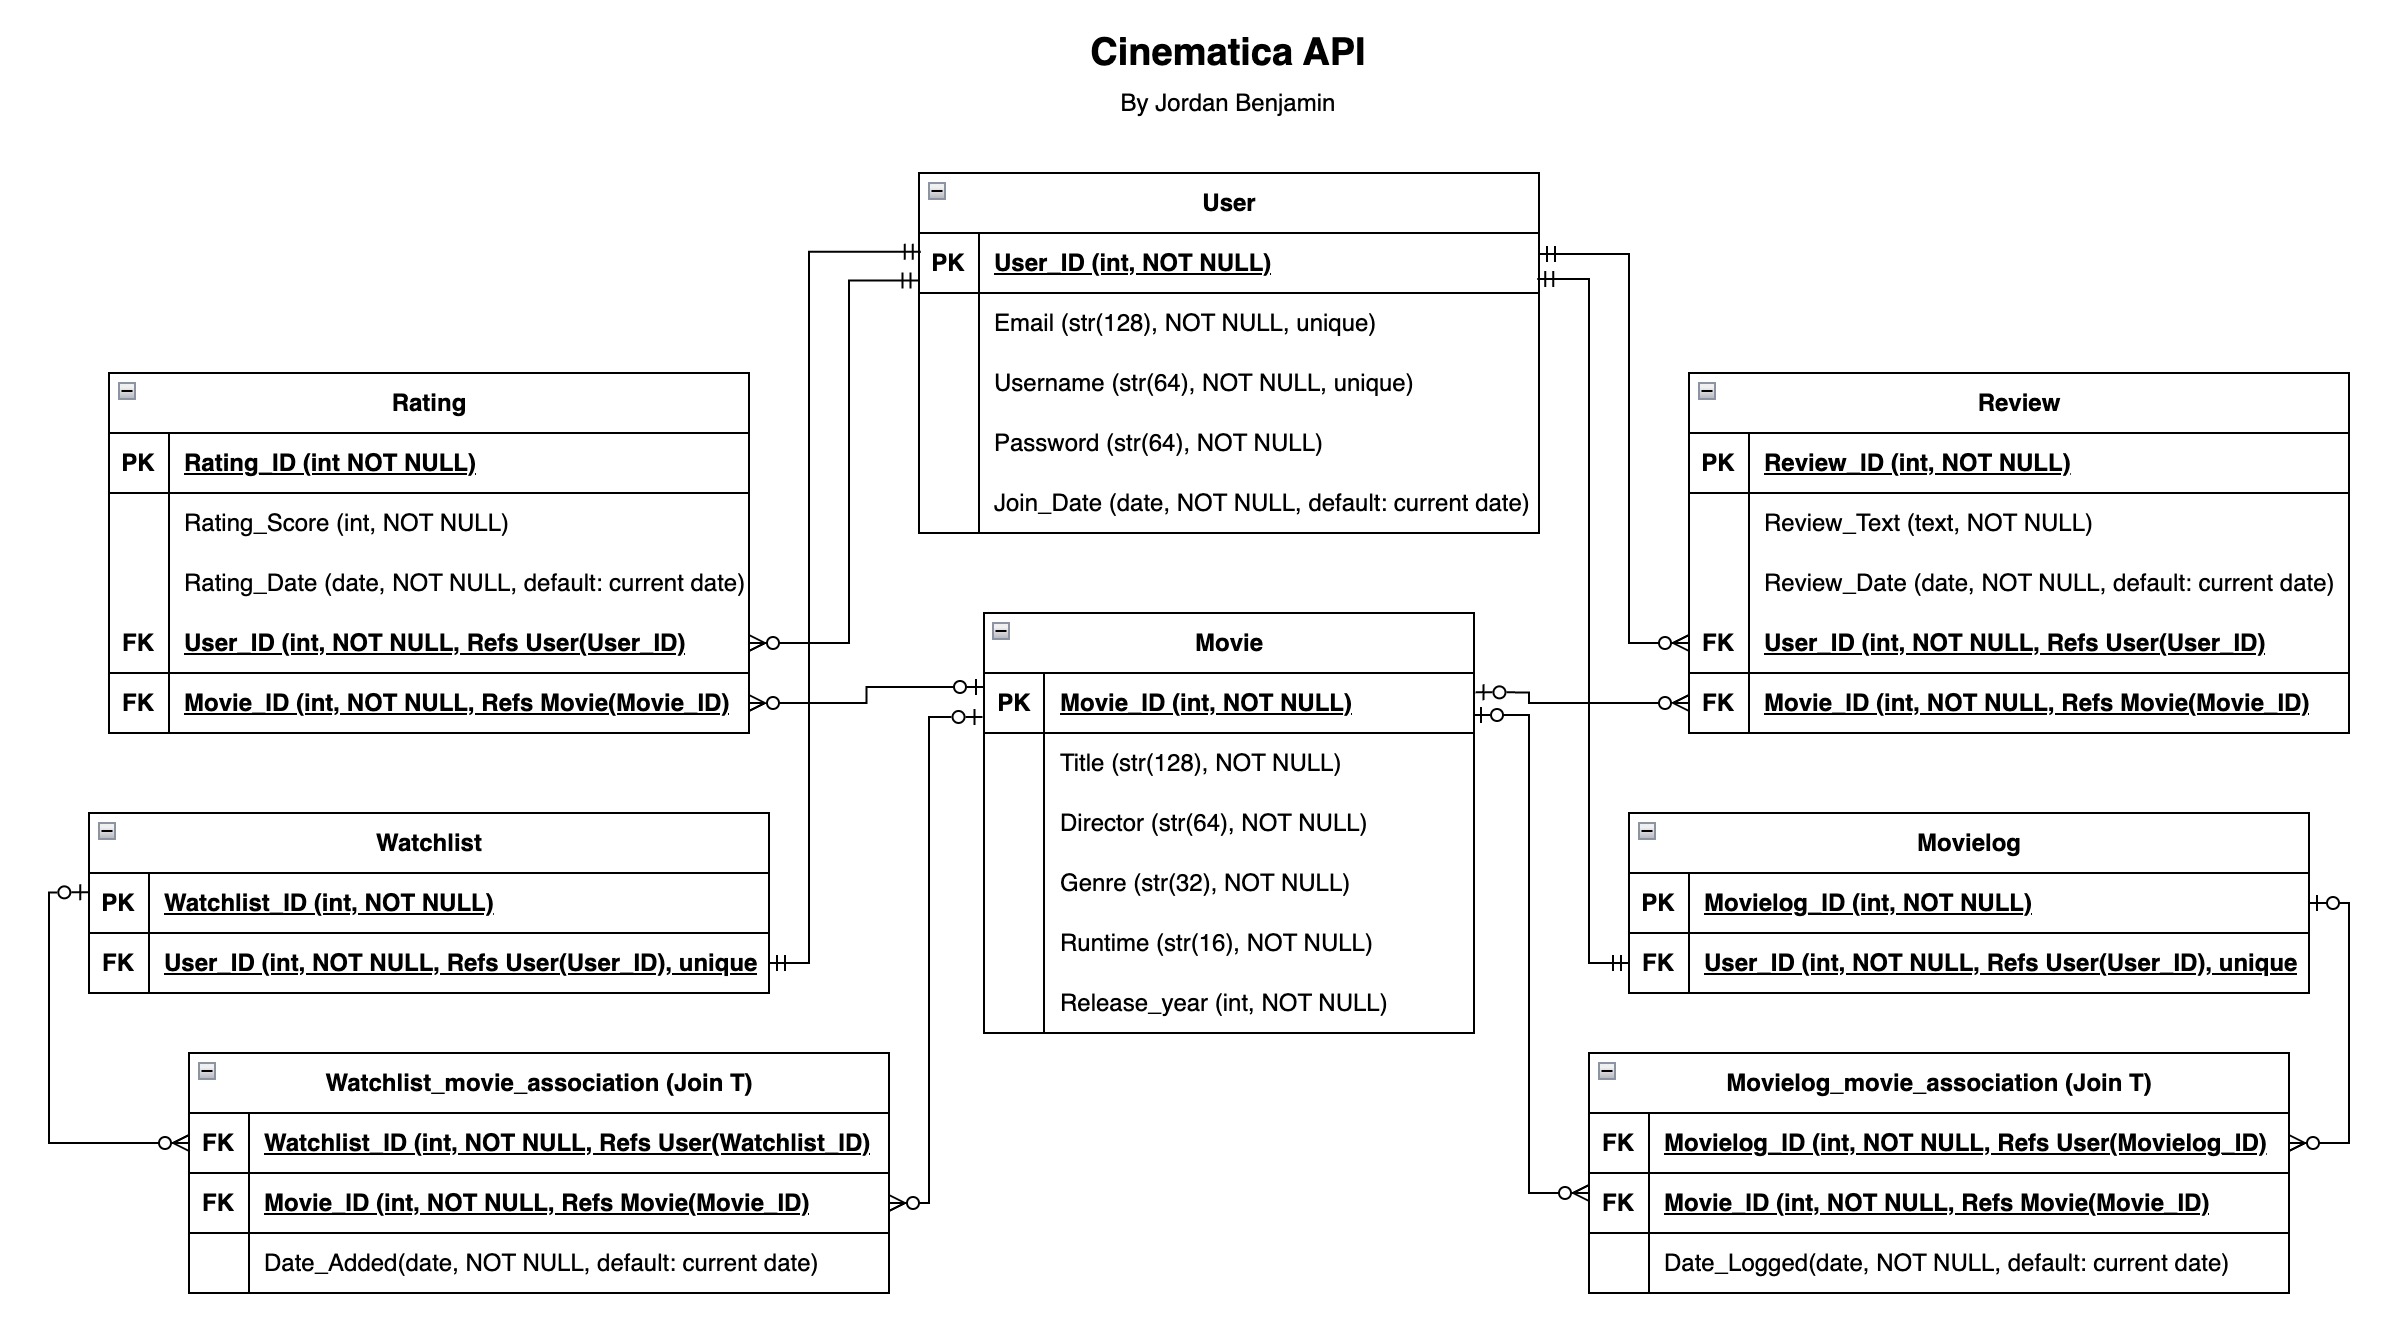 Cinematica API
By Jordan Benjamin
User
PK User_ID (int, NOT NULL)
Email (str(128), NOT NULL, unique)
Username (str(64), NOT NULL, unique)
Password (str(64), NOT NULL)
Join_Date (date, NOT NULL, default: current date)
Rating
PK Rating_ID (int NOT NULL)
Rating_Score (int, NOT NULL)
Rating_Date (date, NOT NULL, default: current date)
FK User_ID (int, NOT NULL, Refs User(User_ID)
FK Movie_ID (int, NOT NULL, Refs Movie(Movie_ID)
Review
PK Review_ID (int, NOT NULL)
Review_Text (text, NOT NULL)
Review_Date (date, NOT NULL, default: current date)
FK User_ID (int, NOT NULL, Refs User(User_ID)
FK Movie_ID (int, NOT NULL, Refs Movie(Movie_ID)
Movie
PK Movie_ID (int, NOT NULL)
Title (str(128), NOT NULL)
Director (str(64), NOT NULL)
Genre (str(32), NOT NULL)
Runtime (str(16), NOT NULL)
Release_year (int, NOT NULL)
Watchlist
PK Watchlist_ID (int, NOT NULL)
FK User_ID (int, NOT NULL, Refs User(User_ID), unique
Movielog
PK Movielog_ID (int, NOT NULL)
FK User_ID (int, NOT NULL, Refs User(User_ID), unique
Watchlist_movie_association (Join T)
FK Watchlist_ID (int, NOT NULL, Refs User(Watchlist_ID)
FK Movie_ID (int, NOT NULL, Refs Movie(Movie_ID)
Date_Added(date, NOT NULL, default: current date)
Movielog_movie_association (Join T)
FK Movielog_ID (int, NOT NULL, Refs User(Movielog_ID)
FK Movie_ID (int, NOT NULL, Refs Movie(Movie_ID)
Date_Logged(date, NOT NULL, default: current date)